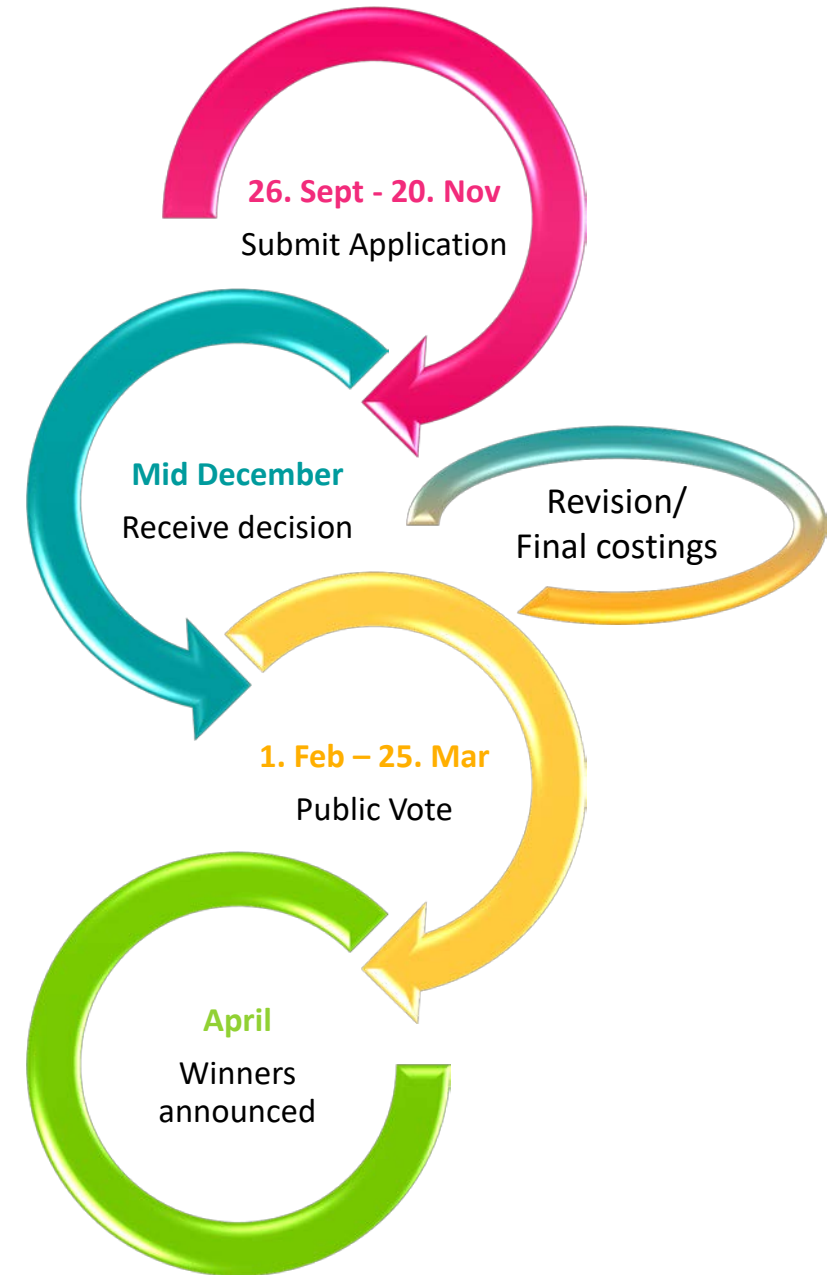 26. Sept - 20. Nov
Submit Application
Mid December
Receive decision
Revision/
Final costings
1. Feb – 25. Mar
Public Vote
April
Winners
announced